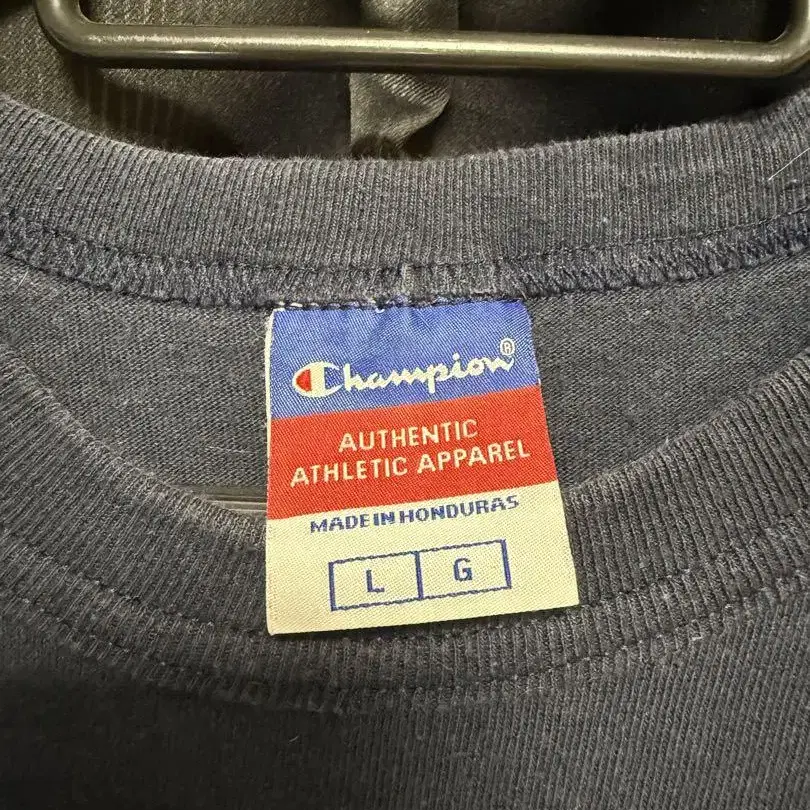 Champion®
AUTHENTIC
ATHLETIC APPAREL
MADE IN HONDURAS
L G